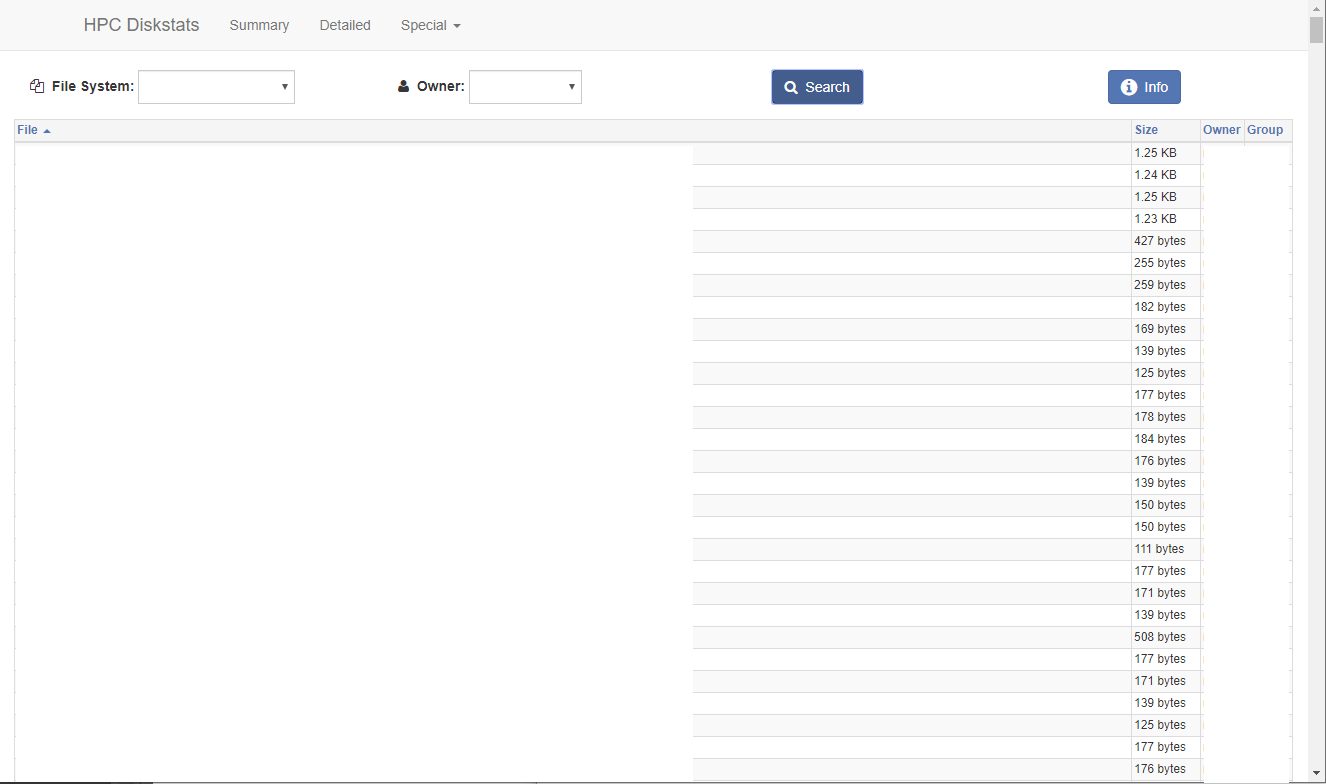 HPC Diskstats Summary Detailed Special
File System: Owner: Search Info
File Size Owner Group
1.25 KB
1.24 KB
1.25 KB
1.23 KB
427 bytes
255 bytes
259 bytes
182 bytes
169 bytes
139 bytes
125 bytes
177 bytes
178 bytes
184 bytes
176 bytes
139 bytes
150 bytes
150 bytes
111 bytes
177 bytes
171 bytes
139 bytes
508 bytes
177 bytes
171 bytes
139 bytes
125 bytes
177 bytes
176 bytes